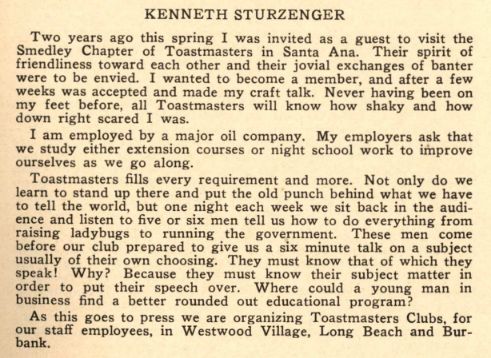 KENNETH STURZENGER
Two years ago this spring I was invited as a guest to visit the
Smedley Chapter of Toastmasters in Santa Ana. Their spirit of
friendliness toward each other and their jovial exchanges of banter
were to be envied. I wanted to become a member, and after a few
weeks was accepted and made my craft talk. Never having been on
my feet before, all Toastmasters will know how shaky and how
down right scared I was.
I am employed by a major oil company. My employers ask that
we study either extension courses or night school work to improve
ourselves as we go along.
Toastmasters fills every requirement and more. Not only do we
learn to stand up there and put the old punch behind what we have
to tell the world, but one night each week we sit back in the audi-
ence and listen to five or six men tell us how to do everything from
raising ladybugs to running the government. These men come
before our club prepared to give us a six minute talk on a subject
usually of their own choosing. They must know that of which they
speak! Why? Because they must know their subject matter in
order to put their speech over. Where could a young man in
business find a better rounded out educational program?
As this goes to press we are organizing Toastmasters Clubs, for
our staff employees, in Westwood Village, Long Beach and Bur-
bank.